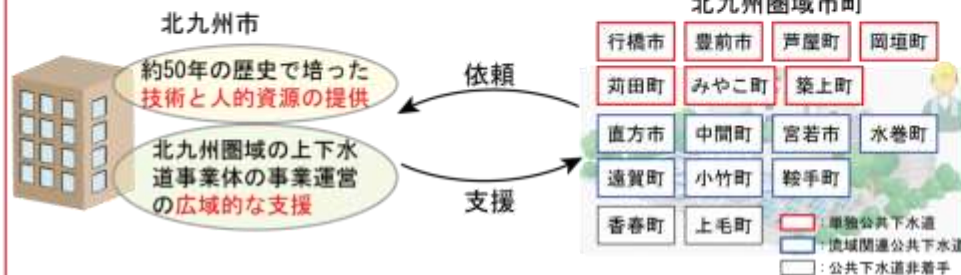 北九州圏域市町
北九州市
約50年の歴史で培った
技術と人的資源の提供
北九州圏域の上下水
道事業体の事業運営
の広域的な支援
依頼
支援
行橋市 豊前市 芦屋町 岡垣町
苅田町 みやこ町 築上町
直方市 中間町 宮若市 水巻町
遠賀町 小竹町 鞍手町
香春町 上毛町
：単独公共下水道
：流域関連公共下水道
：公共下水道非着手